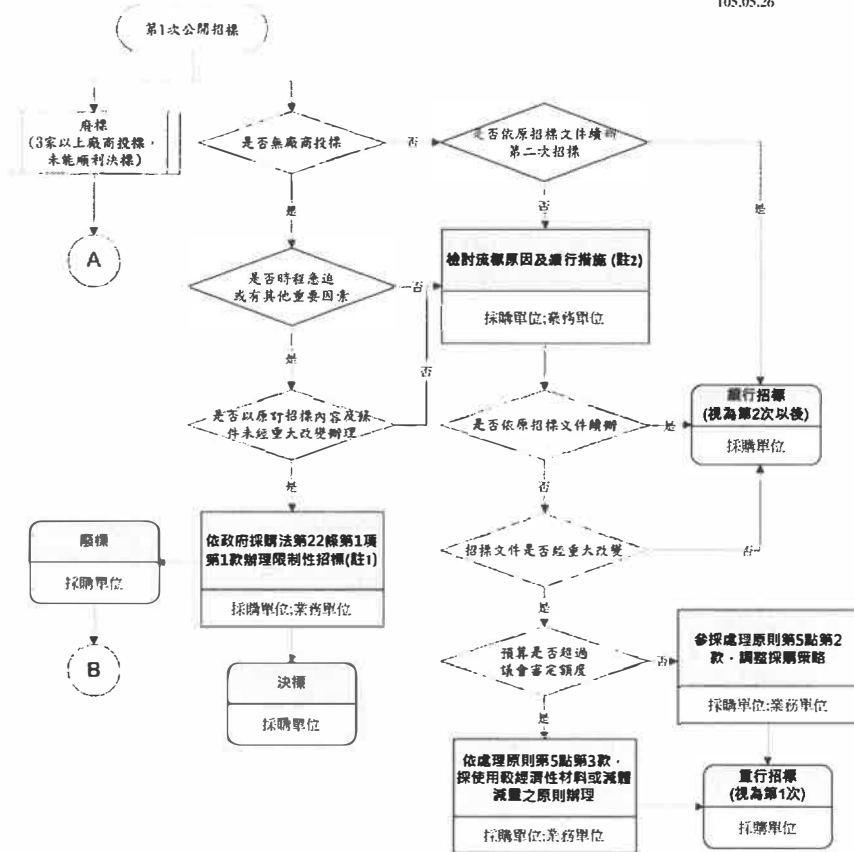 105.05.26
第1次公開招標
廢標
(3家以上廠商投標，
未能順利決標)
是否無廠商投標
否
是否依原招標文件續辦
第二次招標
是
否
是
A
是否時程急迫
或有其他重要因素
否
檢討流標原因及續行措施 (註2)
採購單位;業務單位
是
否
是否以原訂招標內容及條
件未經重大改變辦理
是否依原招標文件續辦
是
續行招標
(視為第2次以後)
採購單位
是
否
廢標
採購單位
依政府採購法第22條第1項
第1款辦理限制性招標(註1)
採購單位;業務單位
招標文件是否經重大改變
否
是
B
決標
採購單位
預算是否超過
議會審定額度
否
參採處理原則第5點第2
款，調整採購策略
採購單位;業務單位
是
依處理原則第5點第3款，
採使用較經濟性材料或減體
減量之原則辦理
採購單位;業務單位
重行招標
(視為第1次)
採購單位